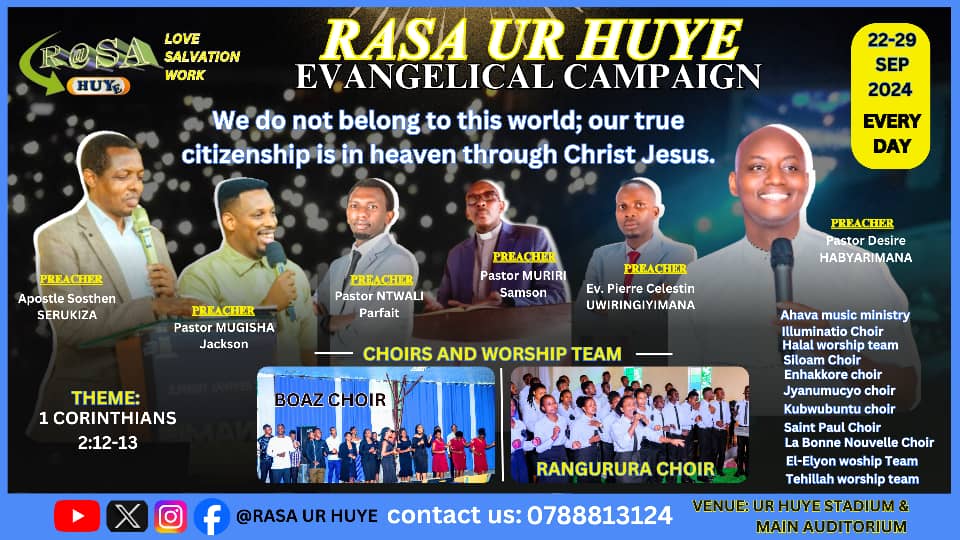 R@SA
HUYE
LOVE
SALVATION
WORK
RASA UR HUYE
EVANGELICAL CAMPAIGN
22-29
SEP
2024
EVERY
DAY
We do not belong to this world; our true
citizenship is in heaven through Christ Jesus.
PREACHER
Apostle Sosthen
SERUKIZA
PREACHER
Pastor MUGISHA
Jackson
PREACHER
Pastor NTWALI
Parfait
PREACHER
Pastor MURIRI
Samson
PREACHER
Ev. Pierre Celestin
UWIRINGIYIMANA
PREACHER
Pastor Desire
HABYARIMANA
THEME:
1 CORINTHIANS
2:12-13
CHOIRS AND WORSHIP TEAM
BOAZ CHOIR
RANGURURA CHOIR
Ahava music ministry
Illuminatio Choir
Halal worship team
Siloam Choir
Enhakkore choir
Jyanumucyo choir
Kubwubuntu choir
Saint Paul Choir
La Bonne Nouvelle Choir
El-Elyon woship Team
Tehillah worship team
@RASA UR HUYE contact us: 0788813124
VENUE: UR HUYE STADIUM &
MAIN AUDITORIUM